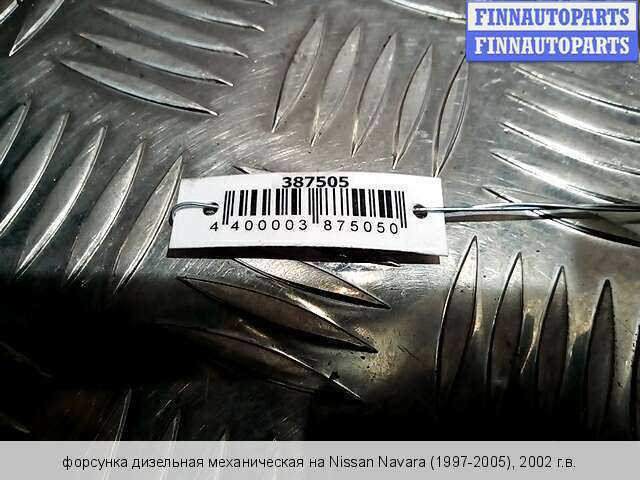 FINNAUTOPARTS
FINNAUTOPARTS
387505
4 400003 875050
форсунка дизельная механическая на Nissan Navara (1997-2005), 2002 г.в.